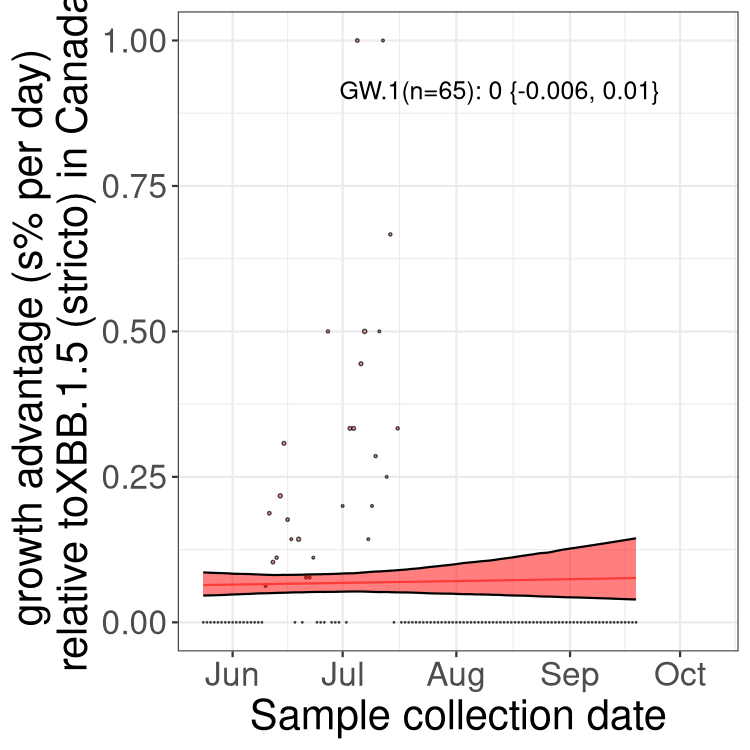 growth advantage (s% per day)
relative toXBB.1.5 (stricto) in Canada
1.00
0.75
0.50
0.25
0.00
GW.1(n=65): 0 {-0.006, 0.01}
Jun Jul Aug Sep Oct
Sample collection date